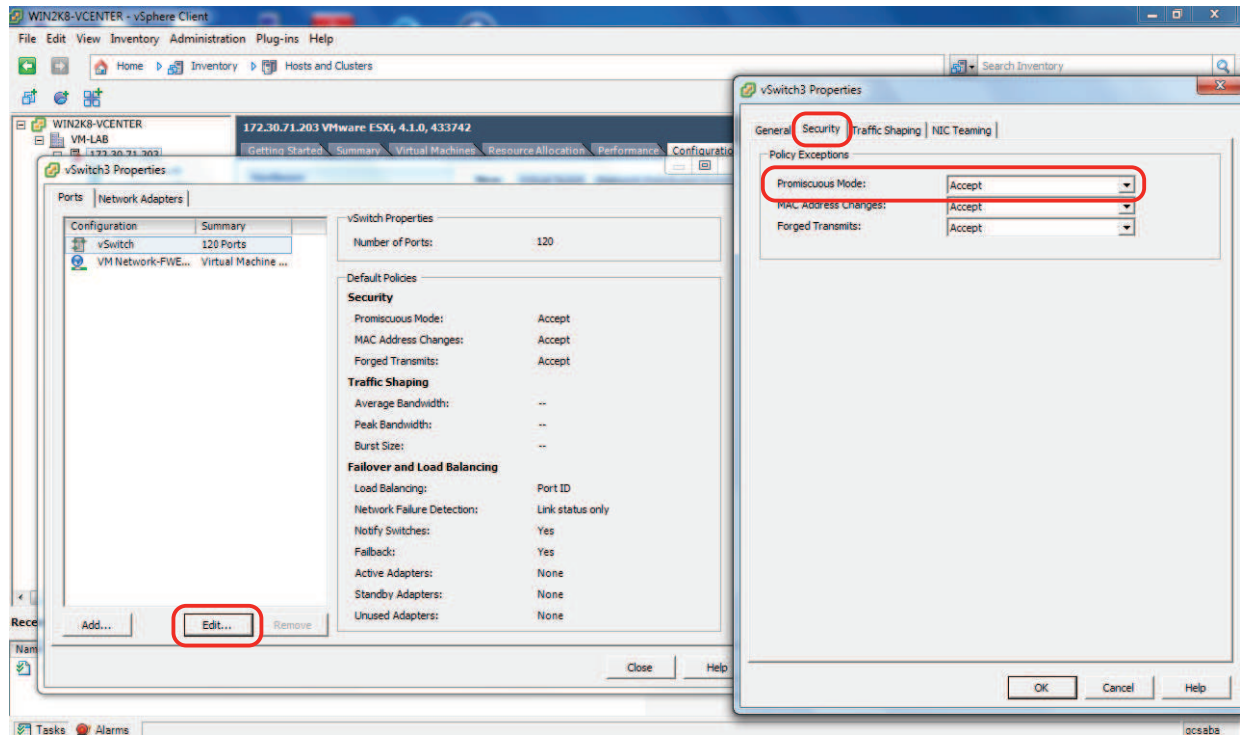 WIN2K8-VCENTER - vSphere Client
File Edit View Inventory Administration Plug-ins Help
Home Inventory Hosts and Clusters
Search Inventory
WIN2K8-VCENTER
VM-LAB
172.30.71.203
172.30.71.203 VMware ESXi, 4.1.0, 433742
Getting Started Summary Virtual Machines Resource Allocation Performance Configuratio
vSwitch3 Properties
Ports Network Adapters
Configuration Summary
vSwitch 120 Ports
VM Network-FWE... Virtual Machine ...
vSwitch Properties
Number of Ports: 120
Default Policies
Security
Promiscuous Mode: Accept
MAC Address Changes: Accept
Forged Transmits: Accept
Traffic Shaping
Average Bandwidth: --
Peak Bandwidth: --
Burst Size: --
Failover and Load Balancing
Load Balancing: Port ID
Network Failure Detection: Link status only
Notify Switches: Yes
Failback: Yes
Active Adapters: None
Standby Adapters: None
Unused Adapters: None
Add... Edit... Remove
Close Help
vSwitch3 Properties
General Security Traffic Shaping NIC Teaming
Policy Exceptions
Promiscuous Mode: Accept
MAC Address Changes: Accept
Forged Transmits: Accept
OK Cancel Help
Rece
Nam
Tasks Alarms
gcsaba